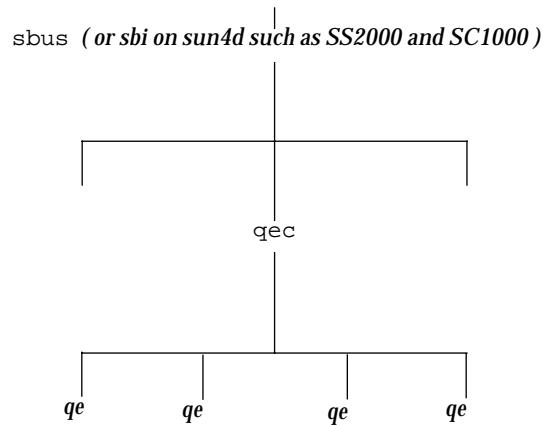 sbus ( or sbi on sun4d such as SS2000 and SC1000 )
qec
qe qe qe qe